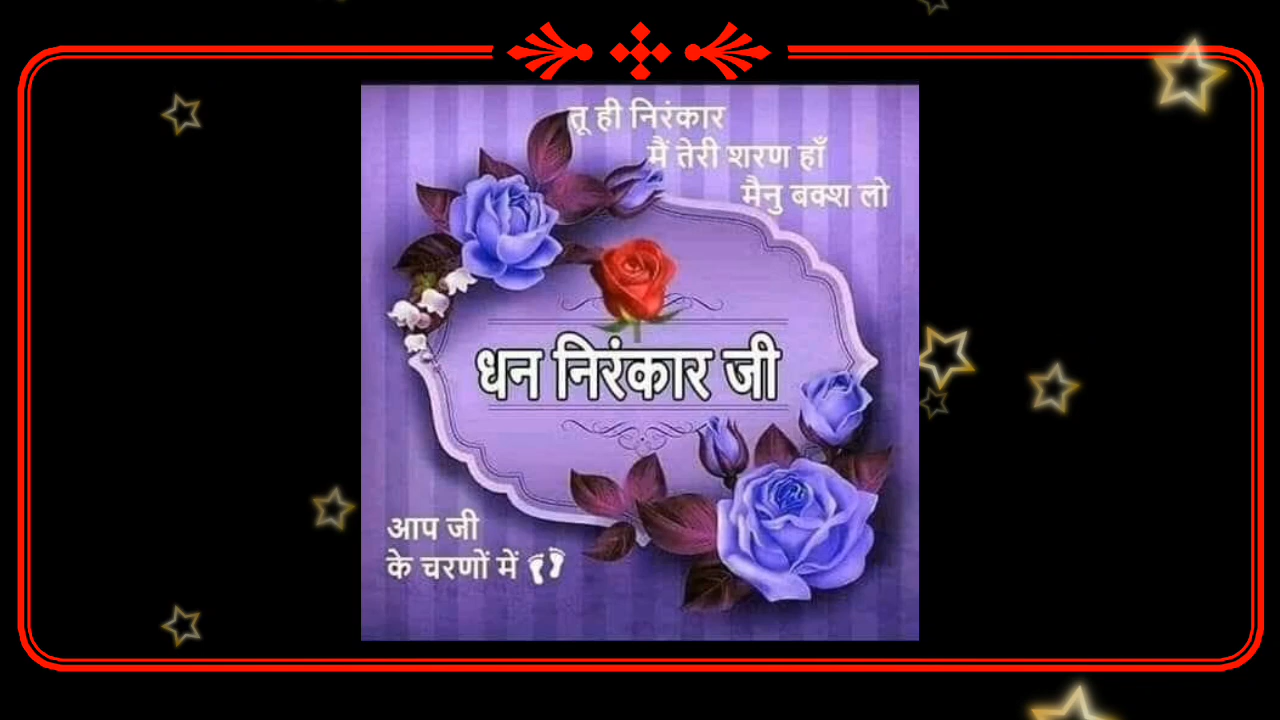 तू ही निरंकार
मैं तेरी शरण हाँ
मैनु बक्श लो
धन निरंकार जी
आप जी
के चरणों में